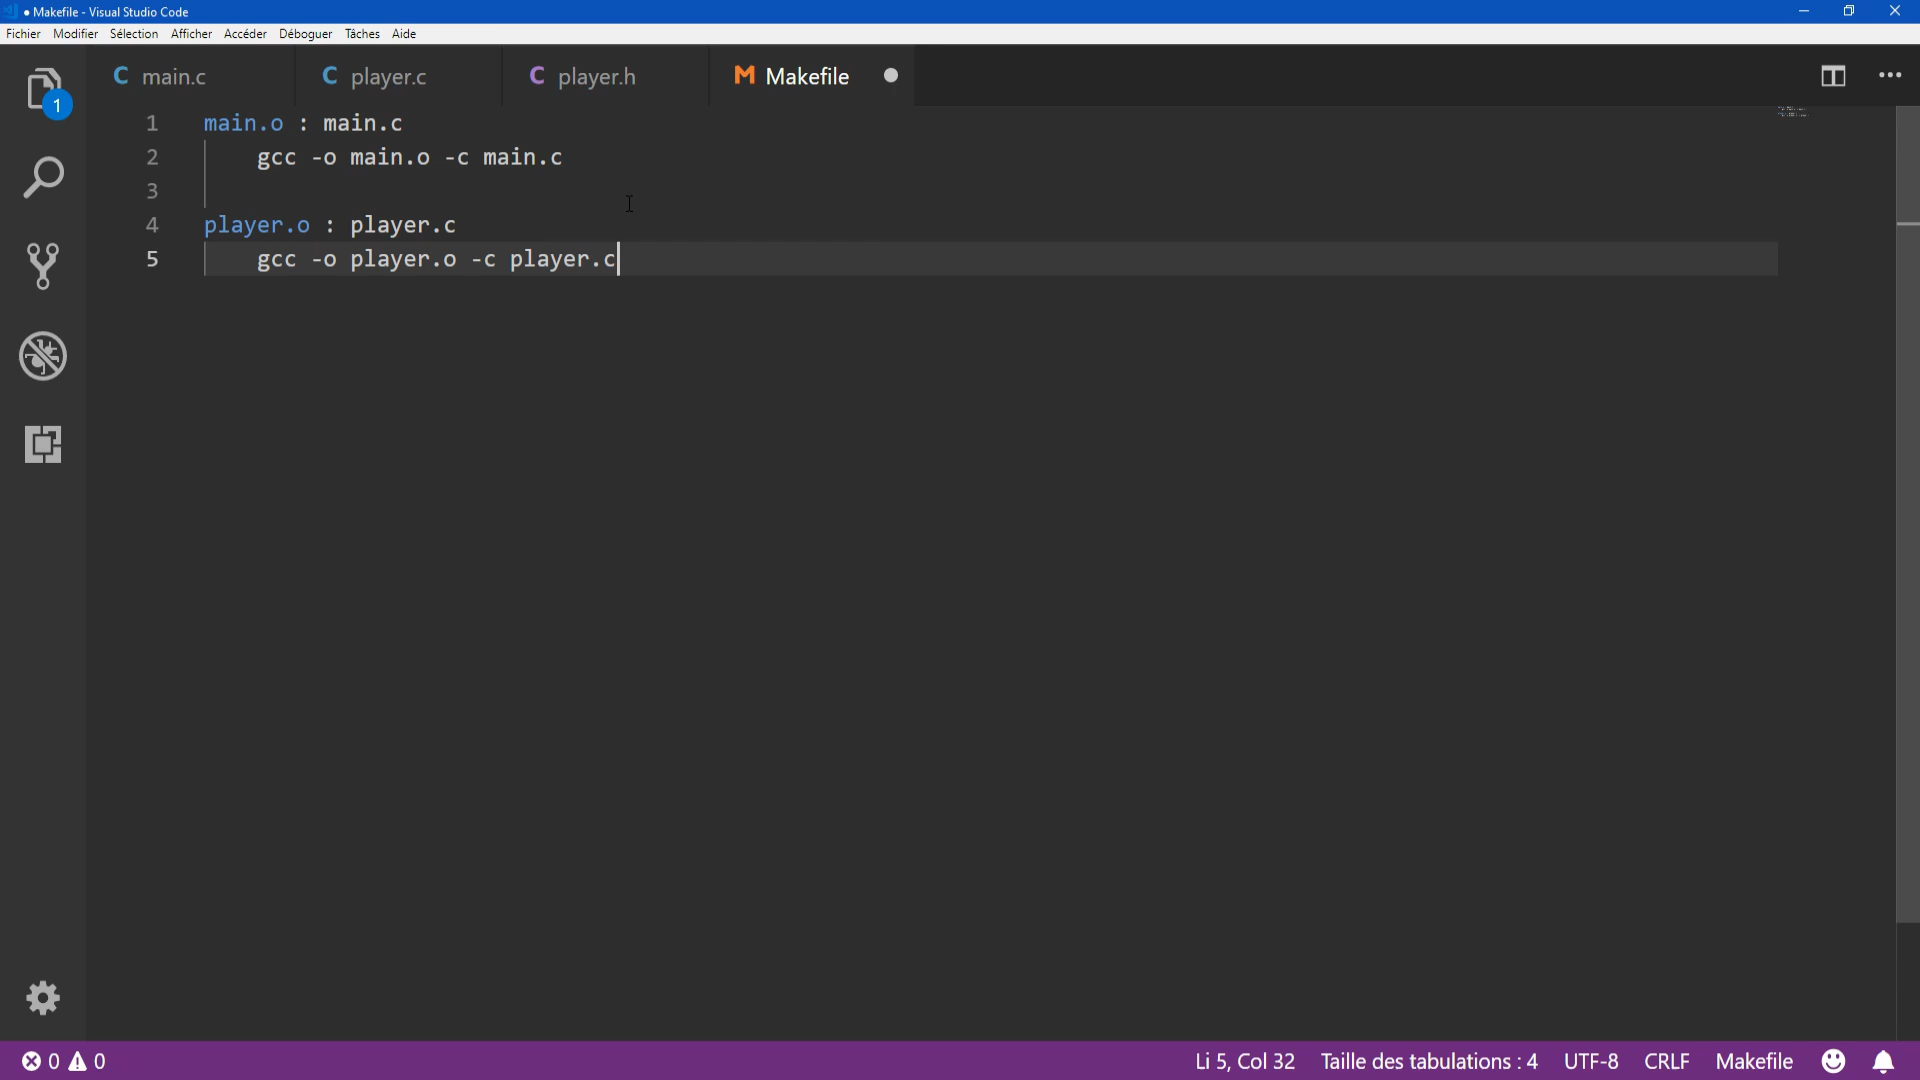 ● Makefile - Visual Studio Code
Fichier Modifier Sélection Afficher Accéder Déboguer Tâches Aide
C main.c C player.c C player.h M Makefile ●
1
1 main.o : main.c
2 gcc -o main.o -c main.c
3
4 player.o : player.c
5 gcc -o player.o -c player.c
0 0 Li 5, Col 32 Taille des tabulations : 4 UTF-8 CRLF Makefile